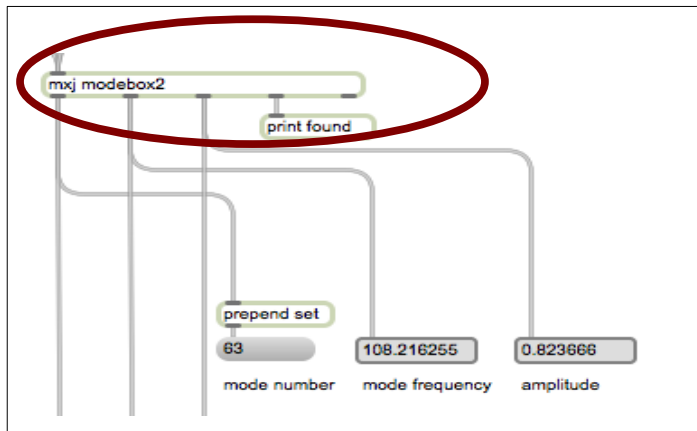 mxj modebox2
print found
prepend set
63
108.216255
0.823666
mode number
mode frequency
amplitude